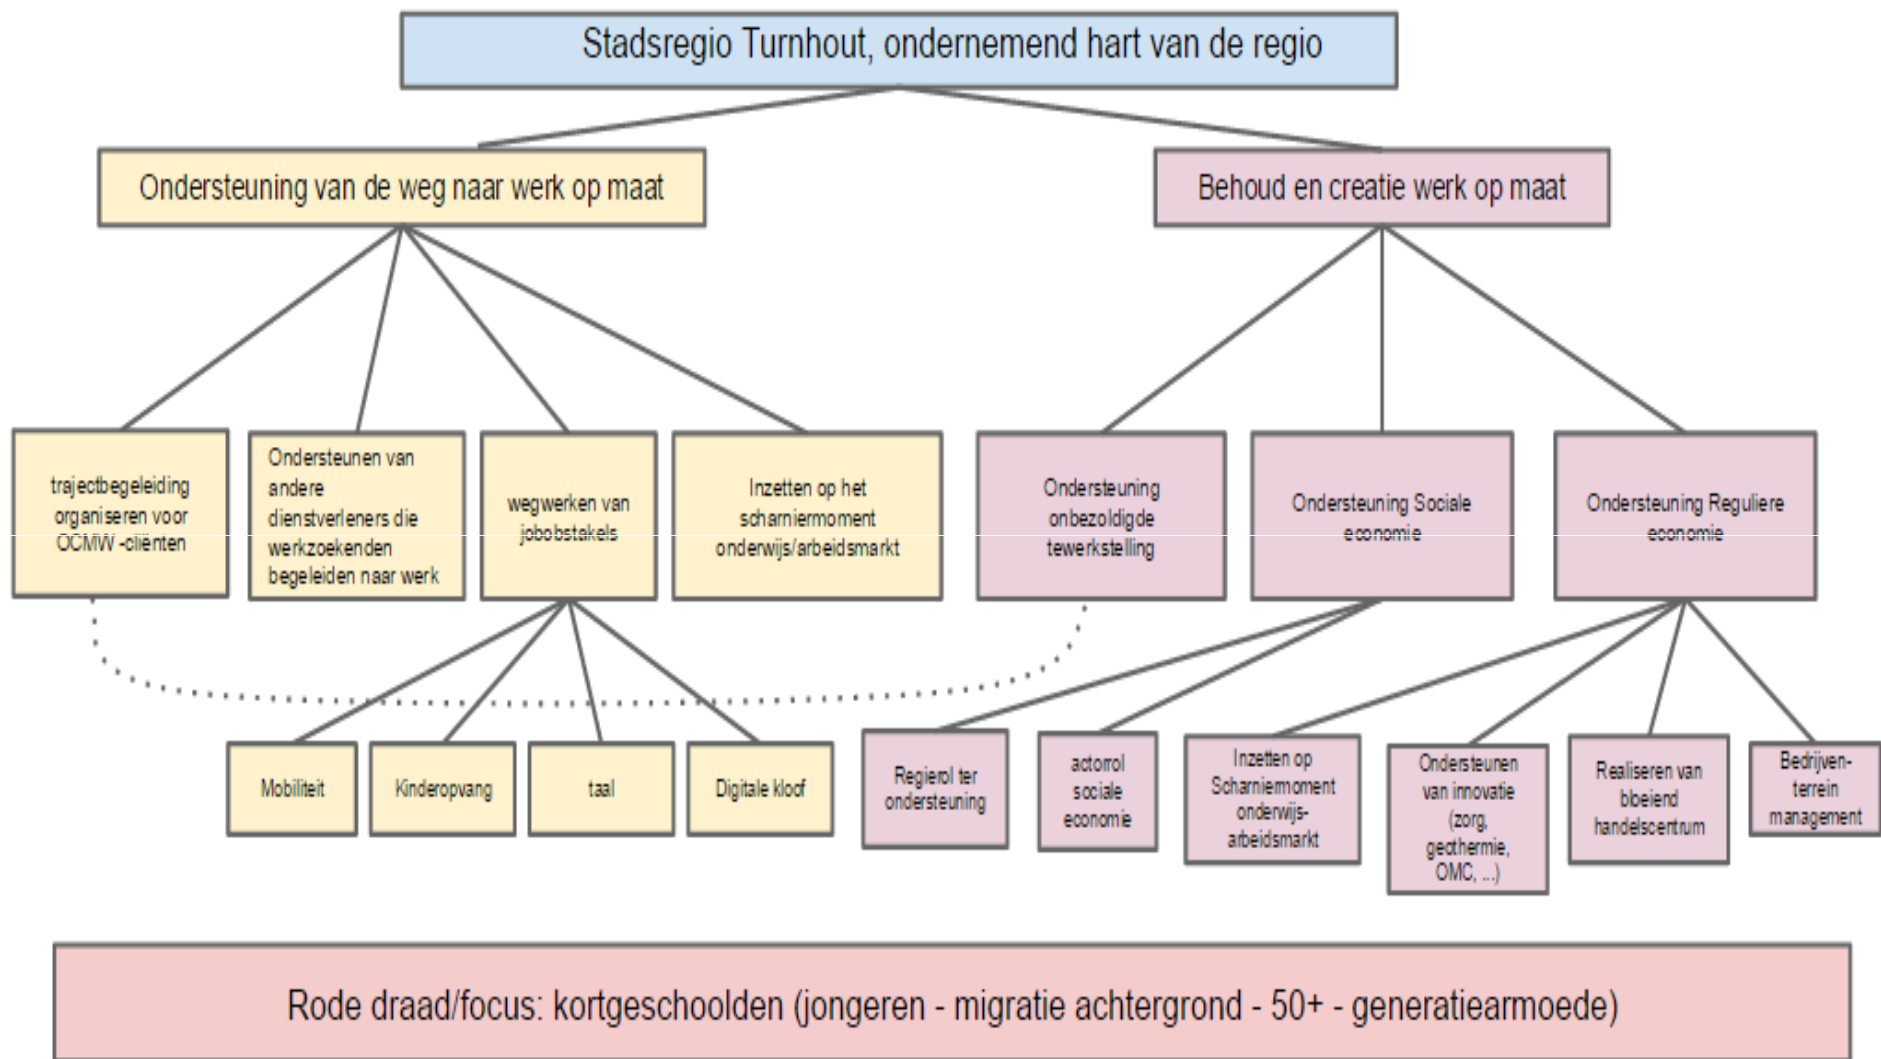 Stadsregio Turnhout, ondernemend hart van de regio
Ondersteuning van de weg naar werk op maat
Behoud en creatie werk op maat
trajectbegeleiding
organiseren voor
OCMW -cliënten
Ondersteunen van
andere
dienstverleners die
werkzoekenden
begeleiden naar werk
wegwerken van
jobobstakels
Inzetten op het
scharniermoment
onderwijs/arbeidsmarkt
Ondersteuning
onbezoldigde
tewerkstelling
Ondersteuning Sociale
economie
Ondersteuning Reguliere
economie
Mobiliteit
Kinderopvang
taal
Digitale kloof
Regierol ter
ondersteuning
actorrol
sociale
economie
Inzetten op
Scharniermoment
onderwijs-
arbeidsmarkt
Ondersteunen
van innovatie
(zorg,
geothermie,
OMC, ...)
Realiseren van
bloeiend
handelscentrum
Bedrijven-
terrein
management
Rode draad/focus: kortgeschoolden (jongeren - migratie achtergrond - 50+ - generatiearmoede)